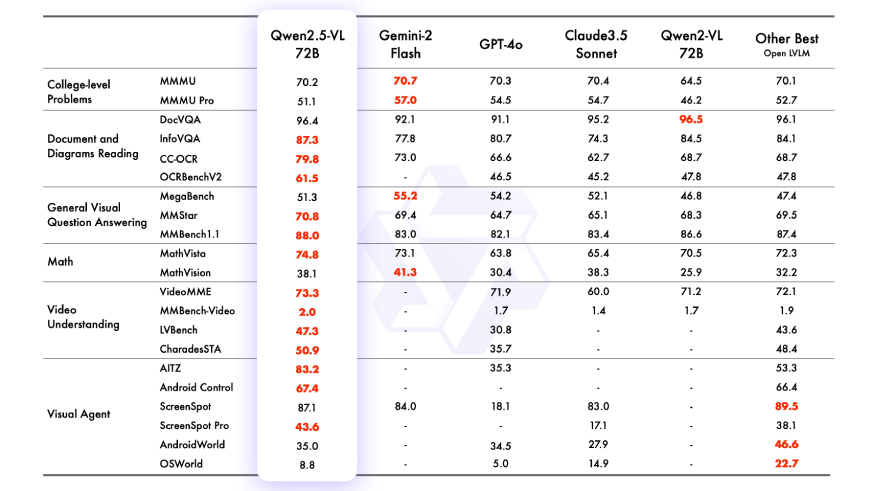 Qwen2.5-VL 72B Gemini-2 Flash GPT-4o Claude3.5 Sonnet Qwen2-VL 72B Other Best Open LVLM
College-level Problems
MMMU 70.2 70.7 70.3 70.4 64.5 70.1
MMMU Pro 51.1 57.0 54.5 54.7 46.2 52.7
Document and Diagrams Reading
DocVQA 96.4 92.1 91.1 95.2 96.5 96.1
InfoVQA 87.3 77.8 80.7 74.3 84.5 84.1
CC-OCR 79.8 73.0 66.6 62.7 68.7 68.7
OCRBenchV2 61.5 - 46.5 45.2 47.8 47.8
General Visual Question Answering
MegaBench 51.3 55.2 54.2 52.1 46.8 47.4
MMStar 70.8 69.4 64.7 65.1 68.3 69.5
MMBench1.1 88.0 83.0 82.1 83.4 86.6 87.4
Math
MathVista 74.8 73.1 63.8 65.4 70.5 72.3
MathVision 38.1 41.3 30.4 38.3 25.9 32.2
Video Understanding
VideoMME 73.3 - 71.9 60.0 71.2 72.1
MMBench-Video 2.0 - 1.7 1.4 1.7 1.9
LVBench 47.3 - 30.8 - - 43.6
CharadesSTA 50.9 - 35.7 - - 48.4
Visual Agent
AITZ 83.2 - 35.3 - - 53.3
Android Control 67.4 - - - - 66.4
ScreenSpot 87.1 84.0 18.1 83.0 - 89.5
ScreenSpot Pro 43.6 - - 17.1 - 38.1
AndroidWorld 35.0 - 34.5 27.9 - 46.6
OSWorld 8.8 - 5.0 14.9 - 22.7